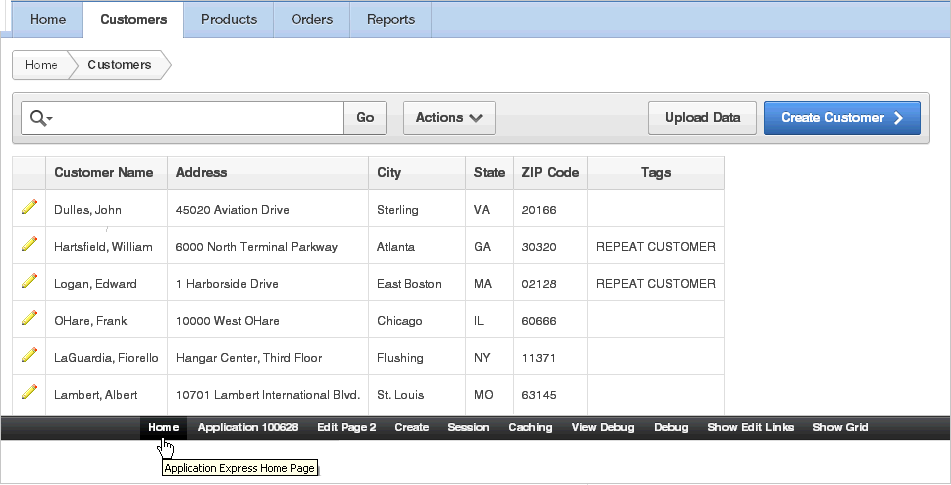 Home Customers Products Orders Reports
Home Customers
Go Actions Upload Data Create Customer
Customer Name Address City State ZIP Code Tags
Dulles, John 45020 Aviation Drive Sterling VA 20166
Hartsfield, William 6000 North Terminal Parkway Atlanta GA 30320 REPEAT CUSTOMER
Logan, Edward 1 Harborside Drive East Boston MA 02128 REPEAT CUSTOMER
OHare, Frank 10000 West OHare Chicago IL 60666
LaGuardia, Fiorello Hangar Center, Third Floor Flushing NY 11371
Lambert, Albert 10701 Lambert International Blvd. St. Louis MO 63145
Home Application 100628 Edit Page 2 Create Session Caching View Debug Debug Show Edit Links Show Grid
Application Express Home Page